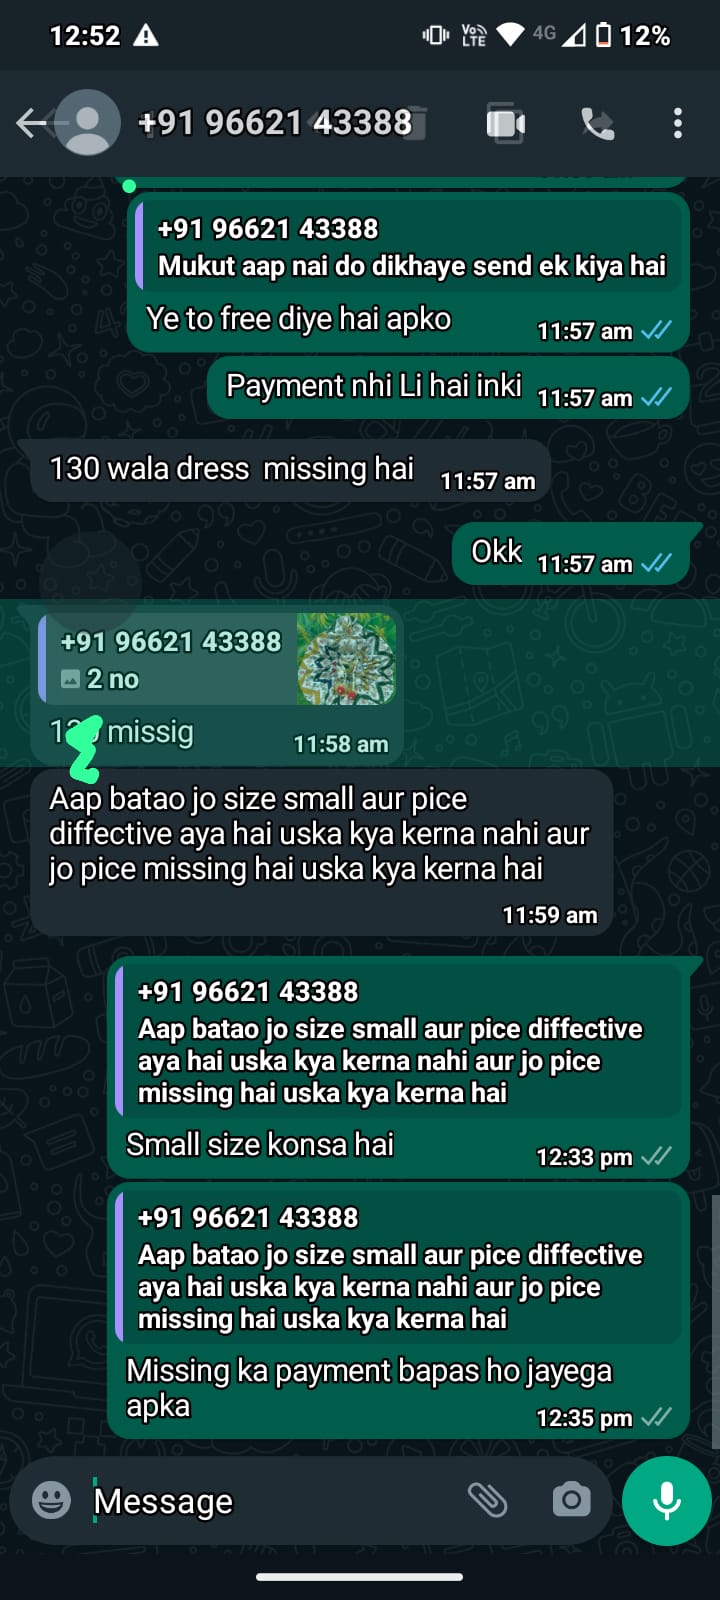 12:52
Vo)) LTE 4G 12%
+91 96621 43388
+91 96621 43388
Mukut aap nai do dikhaye send ek kiya hai
Ye to free diye hai apko 11:57 am
Payment nhi Li hai inki 11:57 am
130 wala dress missing hai 11:57 am
Okk 11:57 am
+91 96621 43388
2 no
missig 11:58 am
Aap batao jo size small aur pice
diffective aya hai uska kya kerna nahi aur
jo pice missing hai uska kya kerna hai
11:59 am
+91 96621 43388
Aap batao jo size small aur pice diffective
aya hai uska kya kerna nahi aur jo pice
missing hai uska kya kerna hai
Small size konsa hai 12:33 pm
+91 96621 43388
Aap batao jo size small aur pice diffective
aya hai uska kya kerna nahi aur jo pice
missing hai uska kya kerna hai
Missing ka payment bapas ho jayega
apka 12:35 pm
Message